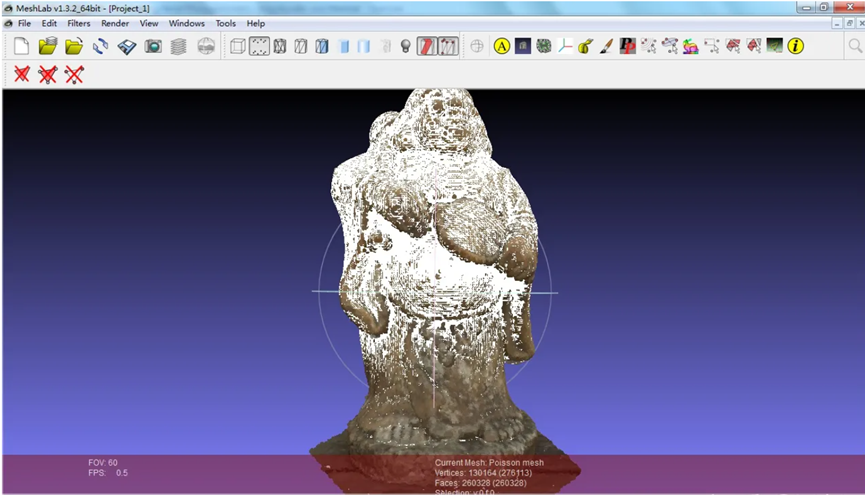 MeshLab v1.3.2_64bit - [Project_1]
File Edit Filters Render View Windows Tools Help
FOV: 60
FPS: 0.5
Current Mesh: Poisson mesh
Vertices: 130164 (276113)
Faces: 260328 (260328)